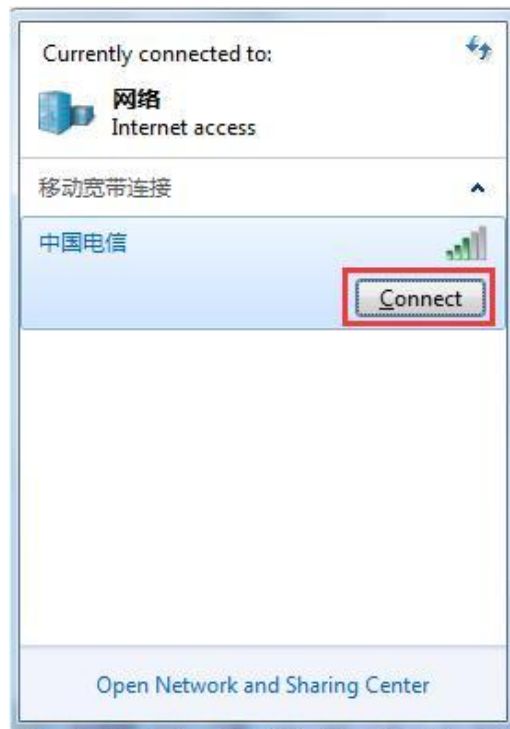 Currently connected to:
网络
Internet access
移动宽带连接
中国电信
Connect
Open Network and Sharing Center